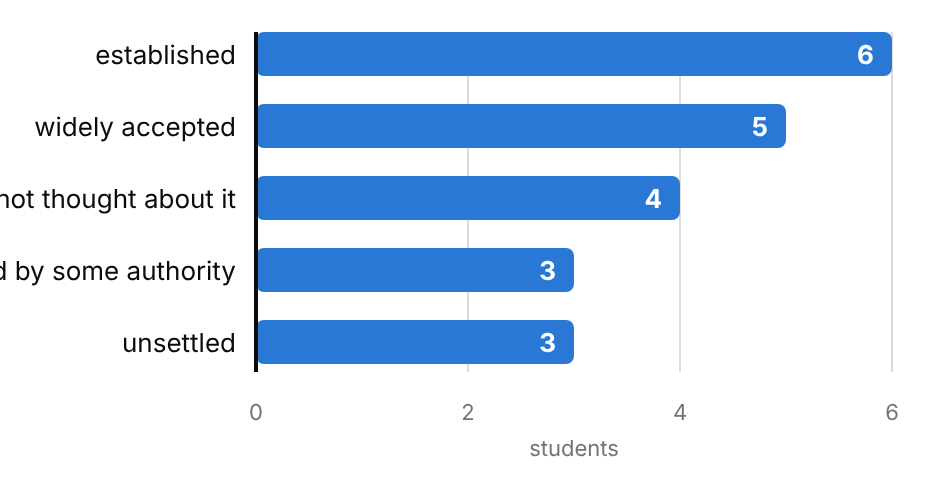 established 6
widely accepted 5
not thought about it 4
by some authority 3
unsettled 3
0 2 4 6
students